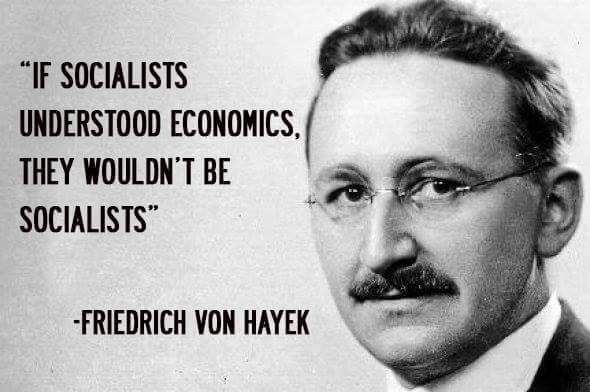 “IF SOCIALISTS
UNDERSTOOD ECONOMICS,
THEY WOULDN’T BE
SOCIALISTS”
-FRIEDRICH VON HAYEK